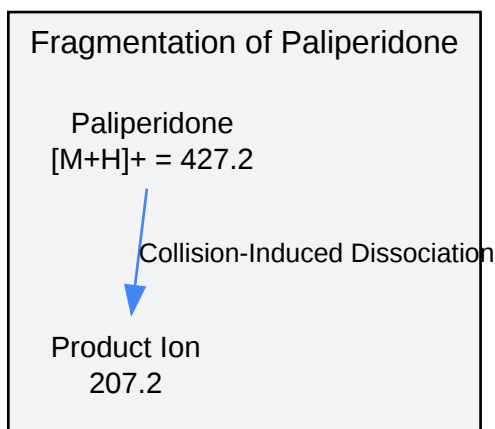 Fragmentation of Paliperidone
Paliperidone
[M+H]+ = 427.2
Collision-Induced Dissociation
Product Ion
207.2